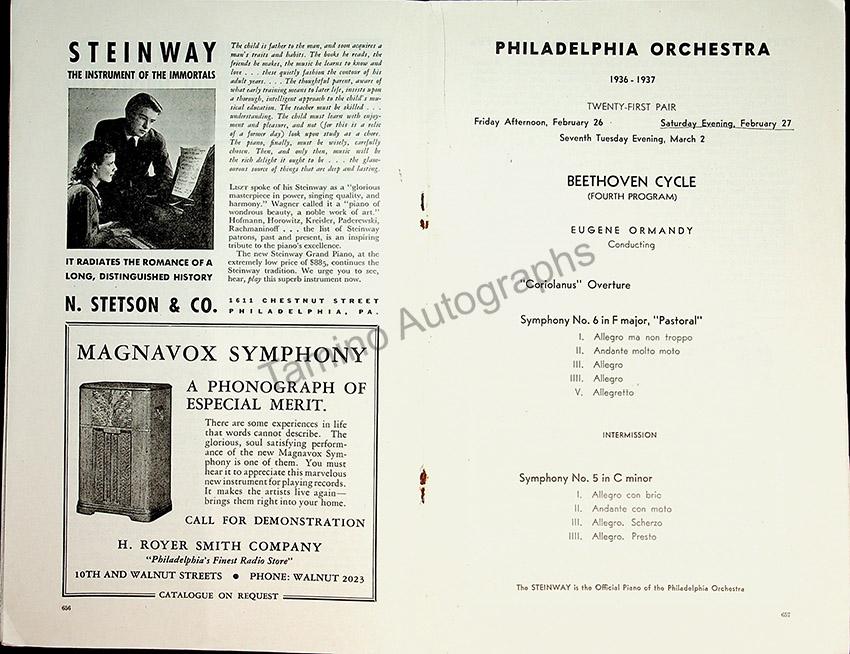 STEINWAY
THE INSTRUMENT OF THE IMMORTALS
The child is father to the man, and soon acquires a
man's traits and habits. The books he reads, the
friends he makes, the music he learns to know and
love . . . these quietly fashion the contour of his
adult years. . . . The thoughtful parent, aware of
what early training means to later life, insists upon
a thorough, intelligent approach to the child's mu-
sical education. The teacher must be skilled . . .
understanding. The child must learn with enjoy-
ment and pleasure, and not (for this is a relic
of a former day) look upon study as a chore.
The piano, finally, must be wisely, carefully
chosen. Then, and only then, music will be
the rich delight it ought to be . . . the glam-
orous source of things that are deep and lasting.
LISZT spoke of his Steinway as a "glorious
masterpiece in power, singing quality, and
harmony." Wagner called it a "piano of
wondrous beauty, a noble work of art."
Hofmann, Horowitz, Kreisler, Paderewski,
Rachmaninoff . . . the list of Steinway
patrons, past and present, is an inspiring
tribute to the piano's excellence.
The new Steinway Grand Piano, at the
extremely low price of $885, continues the
Steinway tradition. We urge you to see,
hear, play this superb instrument now.
IT RADIATES THE ROMANCE OF A
LONG, DISTINGUISHED HISTORY
N. STETSON & CO.
1611 CHESTNUT STREET
PHILADELPHIA, PA.
MAGNAVOX SYMPHONY
A PHONOGRAPH OF
ESPECIAL MERIT.
There are some experiences in life
that words cannot describe. The
glorious, soul satisfying perform-
ance of the new Magnavox Sym-
phony is one of them. You must
hear it to appreciate this marvelous
new instrument for playing records.
It makes the artists live again—
brings them right into your home.
CALL FOR DEMONSTRATION
H. ROYER SMITH COMPANY
"Philadelphia's Finest Radio Store"
10TH AND WALNUT STREETS ● PHONE: WALNUT 2023
CATALOGUE ON REQUEST
656
PHILADELPHIA ORCHESTRA
1936 - 1937
TWENTY-FIRST PAIR
Friday Afternoon, February 26 Saturday Evening, February 27
Seventh Tuesday Evening, March 2
BEETHOVEN CYCLE
(FOURTH PROGRAM)
EUGENE ORMANDY
Conducting
"Coriolanus" Overture
Symphony No. 6 in F major, "Pastoral"
I. Allegro ma non troppo
II. Andante molto moto
III. Allegro
IIII. Allegro
V. Allegretto
INTERMISSION
Symphony No. 5 in C minor
I. Allegro con brio
II. Andante con moto
III. Allegro. Scherzo
IIII. Allegro. Presto
The STEINWAY is the Official Piano of the Philadelphia Orchestra
657
Tamino Autographs